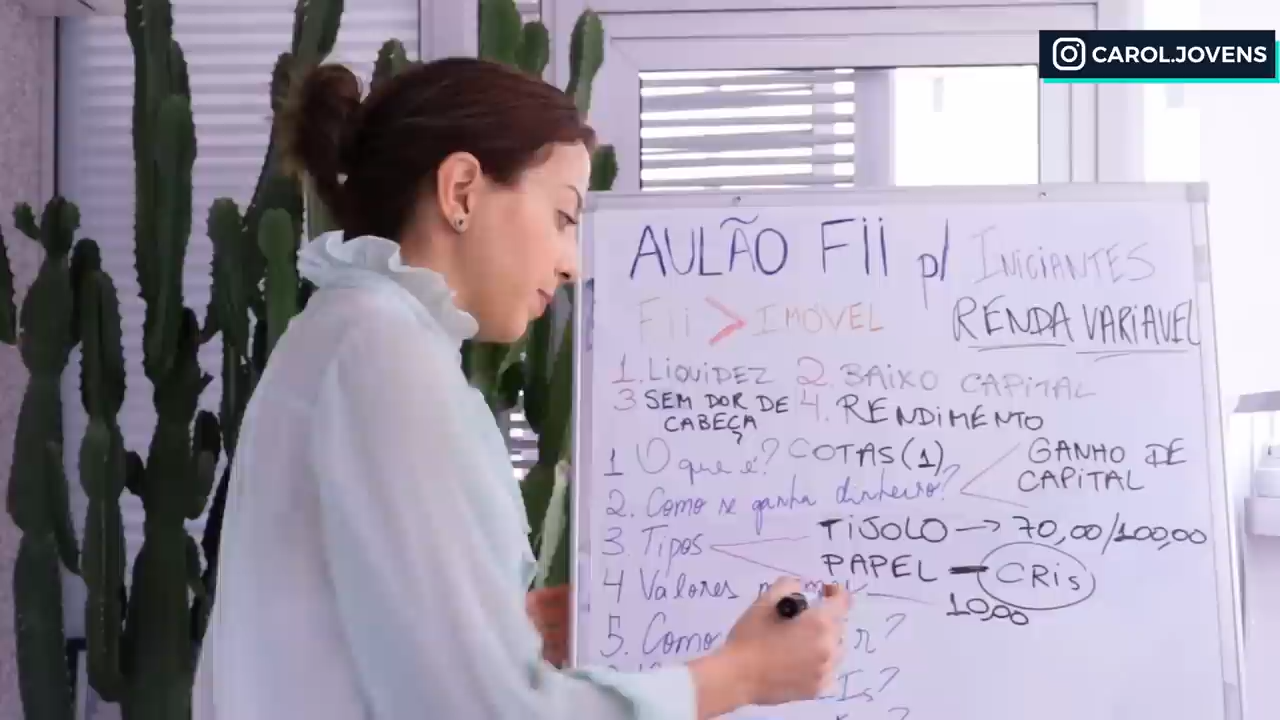 CAROL.JOVENS
AULÃO FII p/ INICIANTES
FII > IMÓVEL RENDA VARIAVEL
1. LIQUIDEZ 2. BAIXO CAPITAL
3 SEM DOR DE CABEÇA 4. RENDIMENTO
1 O que é? COTAS (1)
2. Como se ganha dinheiro? GANHO DE CAPITAL
3. Tipos TIJOLO → 70,00/100,00
PAPEL - CRIs
4 Valores 10,00
5. Como ?